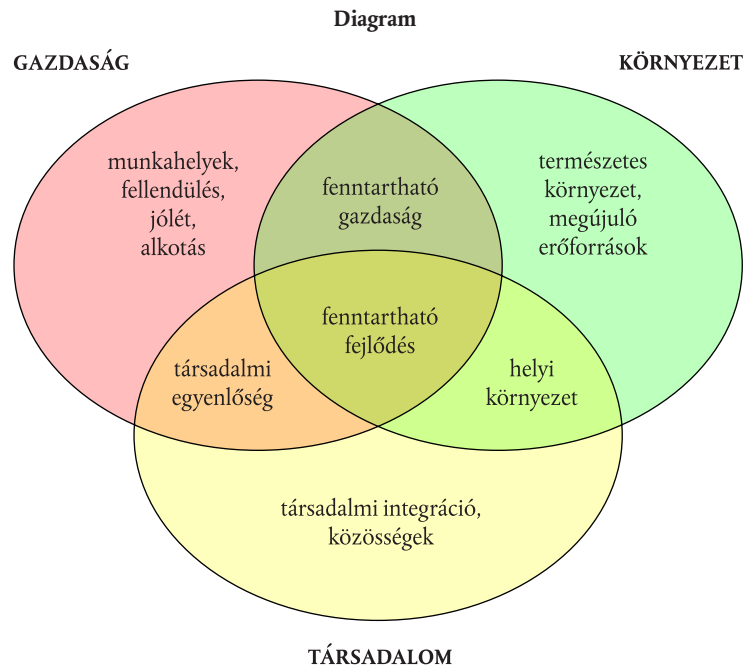 Diagram
GAZDASÁG
KÖRNYEZET
munkahelyek,
fellendülés,
jólét,
alkotás
fenntartható
gazdaság
természetes
környezet,
megújuló
erőforrások
fenntartható
fejlődés
társadalmi
egyenlőség
helyi
környezet
társadalmi integráció,
közösségek
TÁRSADALOM